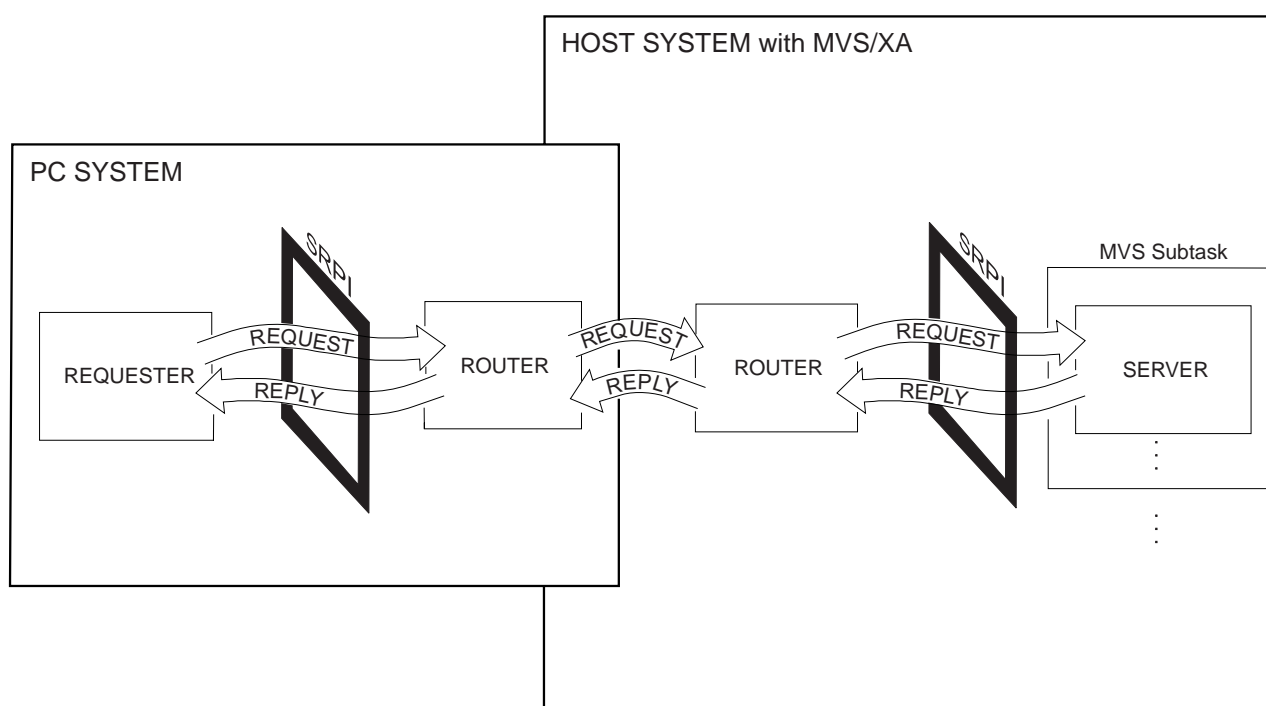 HOST SYSTEM with MVS/XA
PC SYSTEM
SRPI
SRPI
MVS Subtask
REQUESTER
REQUEST
REPLY
ROUTER
REQUEST
REPLY
ROUTER
REQUEST
REPLY
SERVER